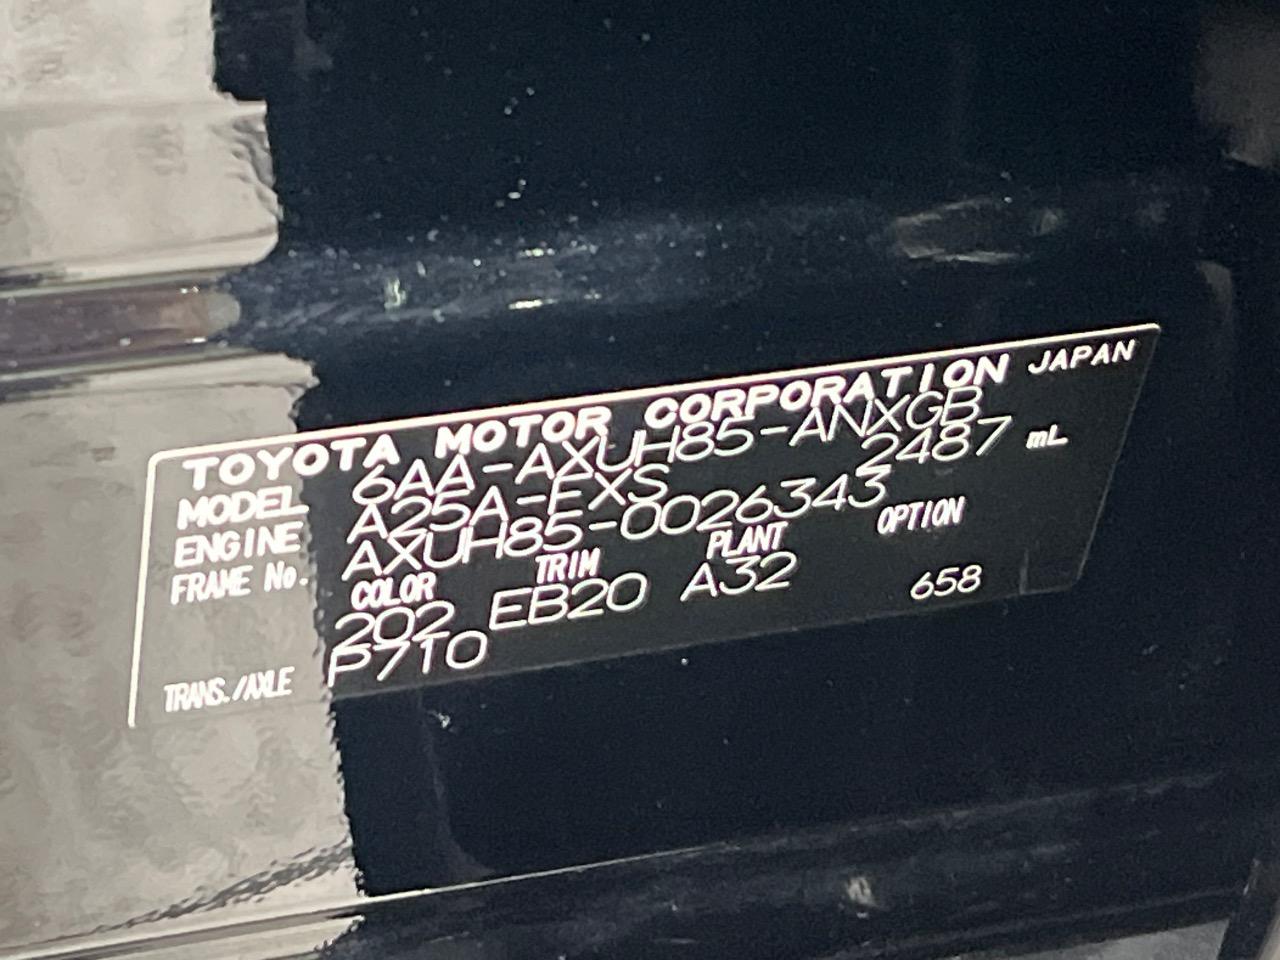 TOYOTA MOTOR CORPORATION JAPAN
MODEL 6AA-AXUH85-ANXGB
ENGINE A25A-FXS 2487 mL
FRAME No. AXUH85-0026343
COLOR TRIM PLANT OPTION
202 EB20 A32 658
TRANS./AXLE P710